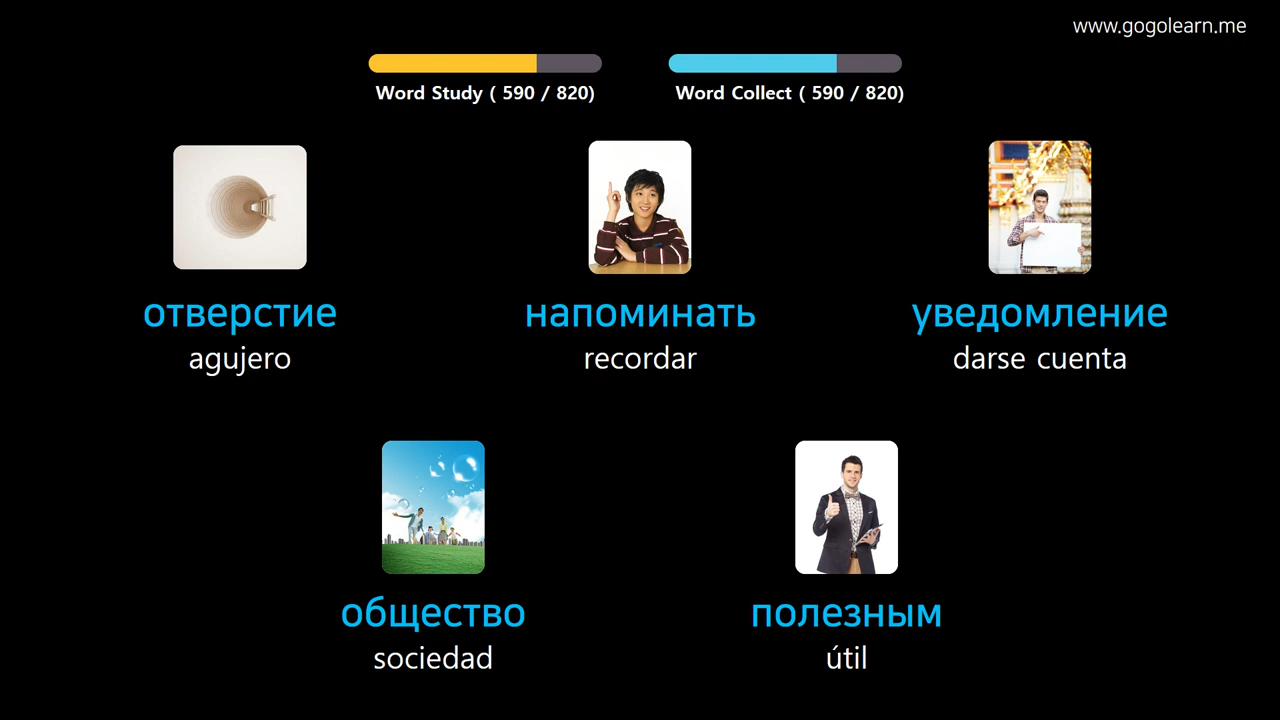 www.gogolearn.me
Word Study ( 590 / 820)
Word Collect ( 590 / 820)
отверстие
agujero
напоминать
recordar
уведомление
darse cuenta
общество
sociedad
полезным
útil